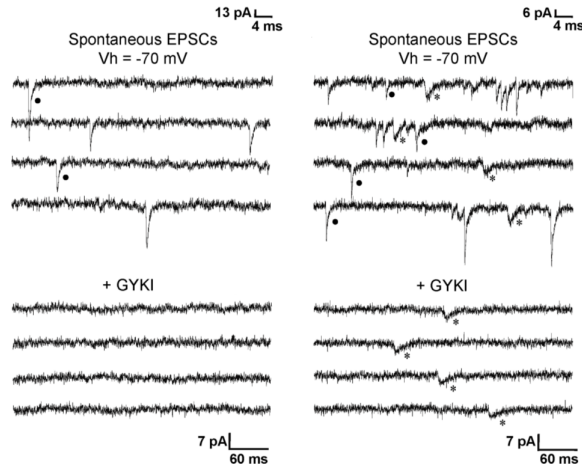 13 pA
4 ms
6 pA
4 ms
Spontaneous EPSCs
Vh = -70 mV
Spontaneous EPSCs
Vh = -70 mV
*
*
*
*
*
+ GYKI
+ GYKI
*
*
*
*
7 pA
60 ms
7 pA
60 ms